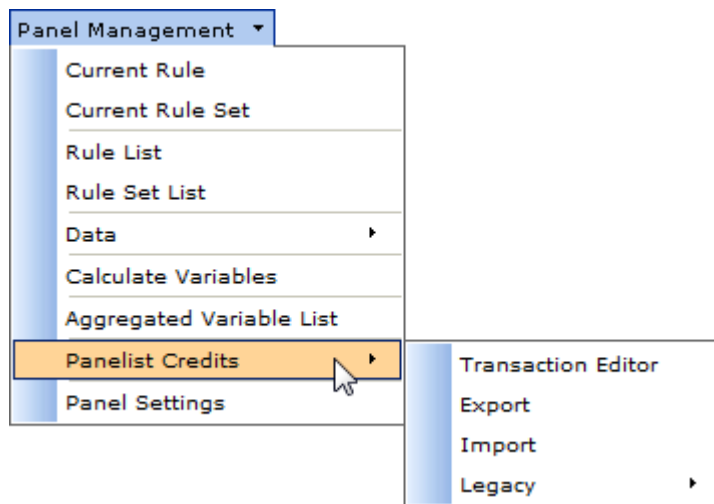 Panel Management
Current Rule
Current Rule Set
Rule List
Rule Set List
Data
Calculate Variables
Aggregated Variable List
Panelist Credits
Panel Settings
Transaction Editor
Export
Import
Legacy